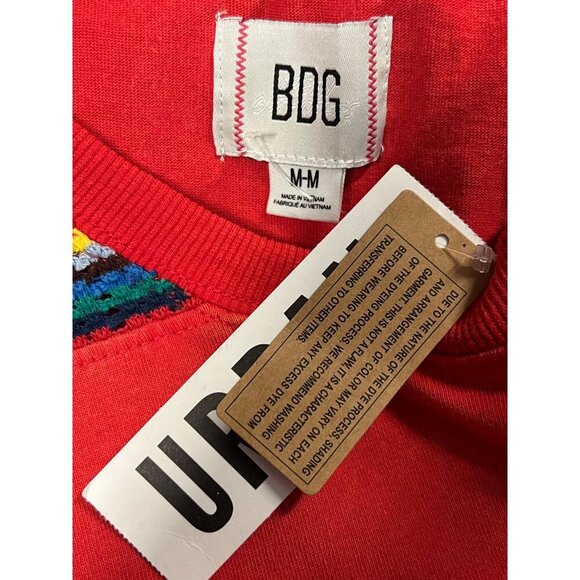 BDG
M-M
MADE IN VIETNAM
FABRIQUÉ AU VIETNAM
URBAN
DUE TO THE NATURE OF THE DYE PROCESS, SHADING
AND ARRANGEMENT OF COLOR MAY VARY ON EACH
GARMENT. THIS IS NOT A FLAW, IT IS A CHARACTERISTIC
OF THE DYEING PROCESS. WE RECOMMEND WASHING
BEFORE WEARING TO KEEP ANY EXCESS DYE FROM
TRANSFERRING TO OTHER ITEMS